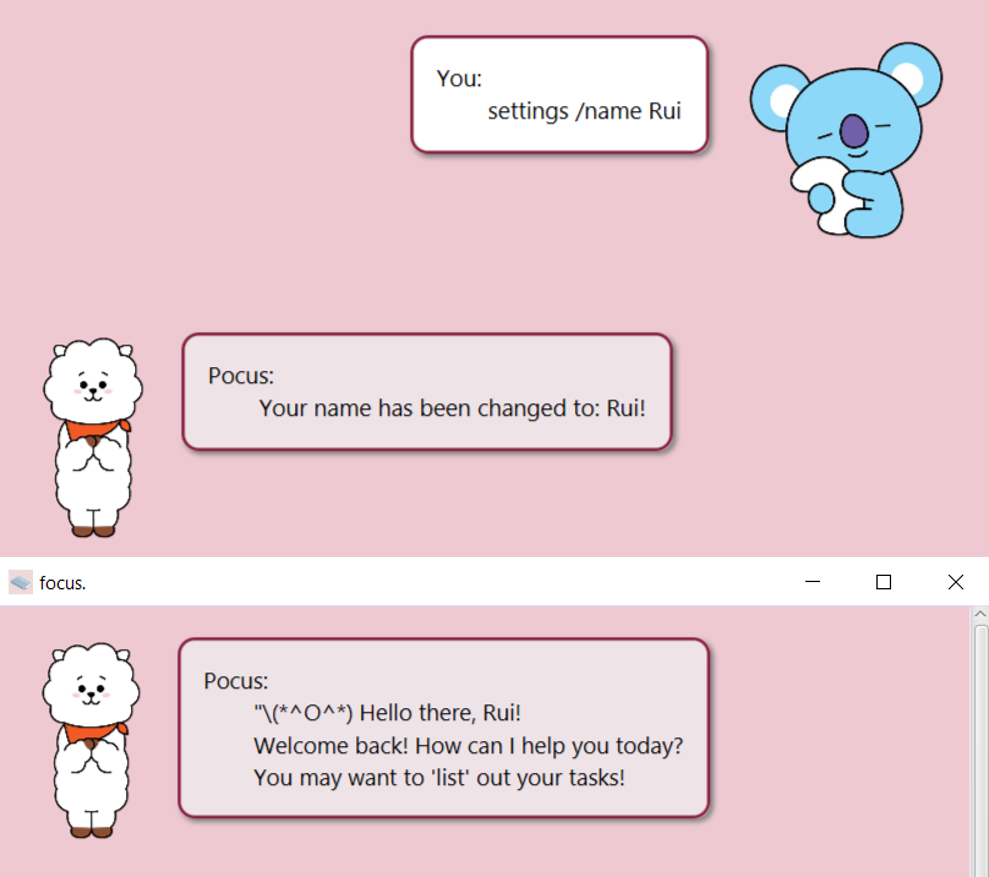 You:
settings /name Rui
Pocus:
Your name has been changed to: Rui!
focus.
Pocus:
"\(*^O^*) Hello there, Rui!
Welcome back! How can I help you today?
You may want to 'list' out your tasks!